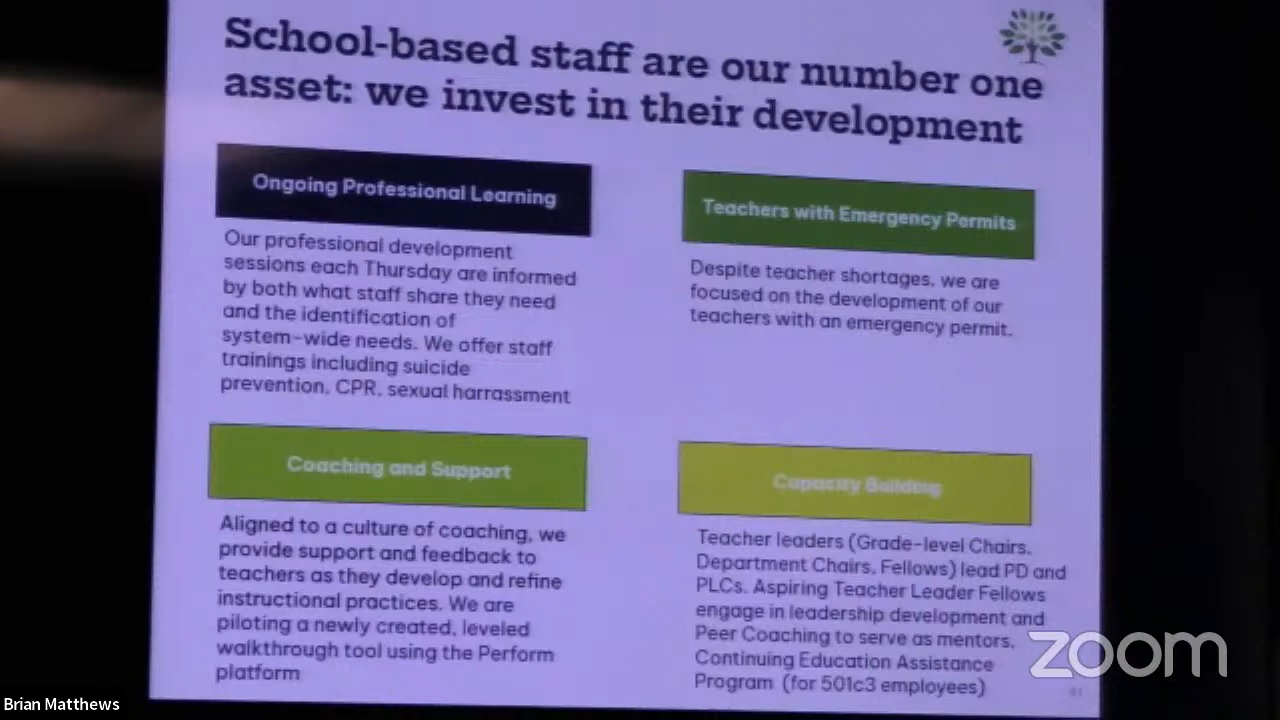 School-based staff are our number one
asset: we invest in their development
Ongoing Professional Learning
Our professional development
sessions each Thursday are informed
by both what staff share they need
and the identification of
system-wide needs. We offer staff
trainings including suicide
prevention, CPR, sexual harrassment
Teachers with Emergency Permits
Despite teacher shortages, we are
focused on the development of our
teachers with an emergency permit.
Coaching and Support
Aligned to a culture of coaching, we
provide support and feedback to
teachers as they develop and refine
instructional practices. We are
piloting a newly created, leveled
walkthrough tool using the Perform
platform
Capacity Building
Teacher leaders (Grade-level Chairs,
Department Chairs, Fellows) lead PD and
PLCs. Aspiring Teacher Leader Fellows
engage in leadership development and
Peer Coaching to serve as mentors.
Continuing Education Assistance
Program (for 501c3 employees)
zoom
Brian Matthews